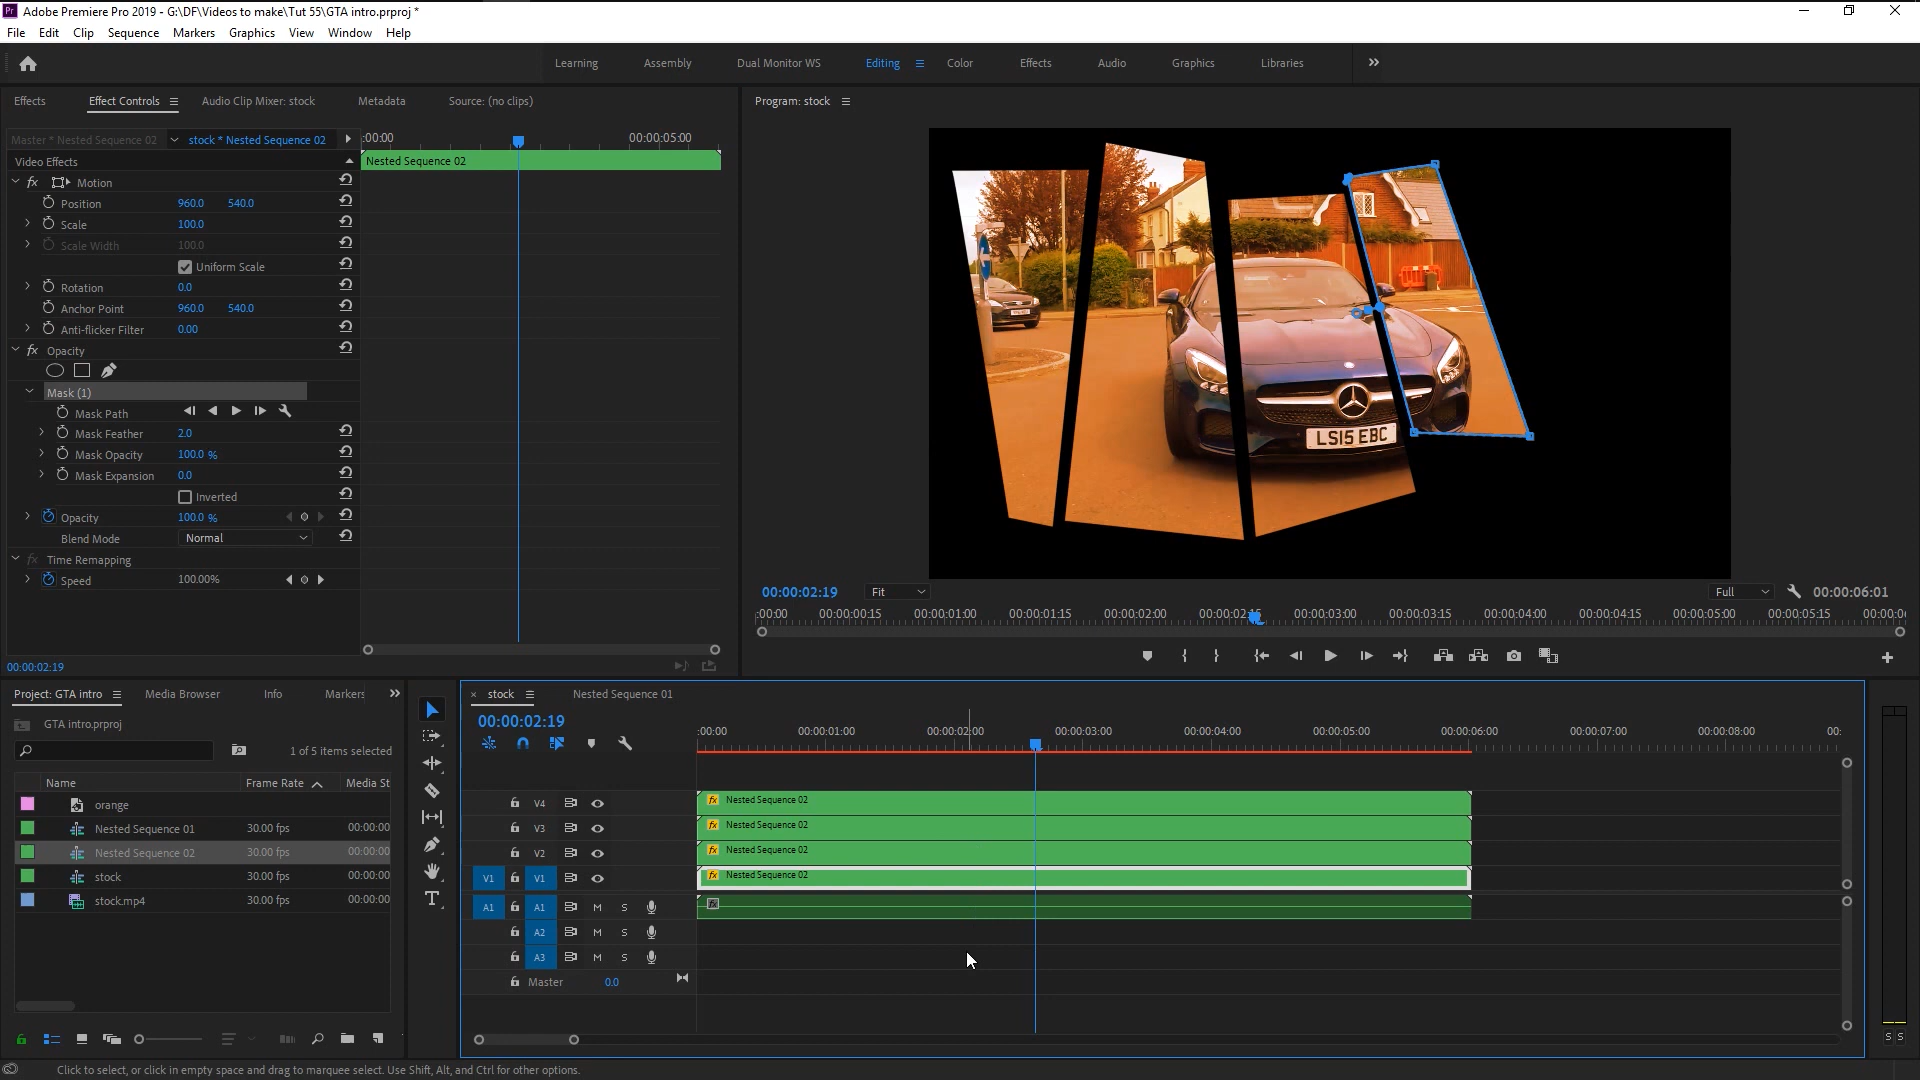 Adobe Premiere Pro 2019 - G:\DF\Videos to make\Tut 55\GTA intro.prproj *
File Edit Clip Sequence Markers Graphics View Window Help
Learning Assembly Dual Monitor WS Editing Color Effects Audio Graphics Libraries
Effects Effect Controls Audio Clip Mixer: stock Metadata Source: (no clips)
Program: stock
Master * Nested Sequence 02 stock * Nested Sequence 02
:00:00 00:00:05:00
Video Effects
Nested Sequence 02
fx Motion
Position 960.0 540.0
Scale 100.0
Scale Width 100.0
Uniform Scale
Rotation 0.0
Anchor Point 960.0 540.0
Anti-flicker Filter 0.00
fx Opacity
Mask (1)
Mask Path
Mask Feather 2.0
Mask Opacity 100.0 %
Mask Expansion 0.0
Inverted
Opacity 100.0 %
Blend Mode Normal
fx Time Remapping
Speed 100.00%
00:00:02:19
LS15 EBC
00:00:02:19 Fit Full 00:00:06:01
:00:00 00:00:00:15 00:00:01:00 00:00:01:15 00:00:02:00 00:00:02:15 00:00:03:00 00:00:03:15 00:00:04:00 00:00:04:15 00:00:05:00 00:00:05:15 00:00:0
Project: GTA intro Media Browser Info Markers
GTA intro.prproj
1 of 5 items selected
Name Frame Rate Media St
orange
Nested Sequence 01 30.00 fps 00:00:00
Nested Sequence 02 30.00 fps 00:00:00
stock 30.00 fps 00:00:00
stock.mp4 30.00 fps 00:00:00
× stock Nested Sequence 01
00:00:02:19
:00:00 00:00:01:00 00:00:02:00 00:00:03:00 00:00:04:00 00:00:05:00 00:00:06:00 00:00:07:00 00:00:08:00 00:
V4 fx Nested Sequence 02
V3 fx Nested Sequence 02
V2 fx Nested Sequence 02
V1 V1 fx Nested Sequence 02
A1 A1 M S
A2 M S
A3 M S
Master 0.0
S S
Click to select, or click in empty space and drag to marquee select. Use Shift, Alt, and Ctrl for other options.